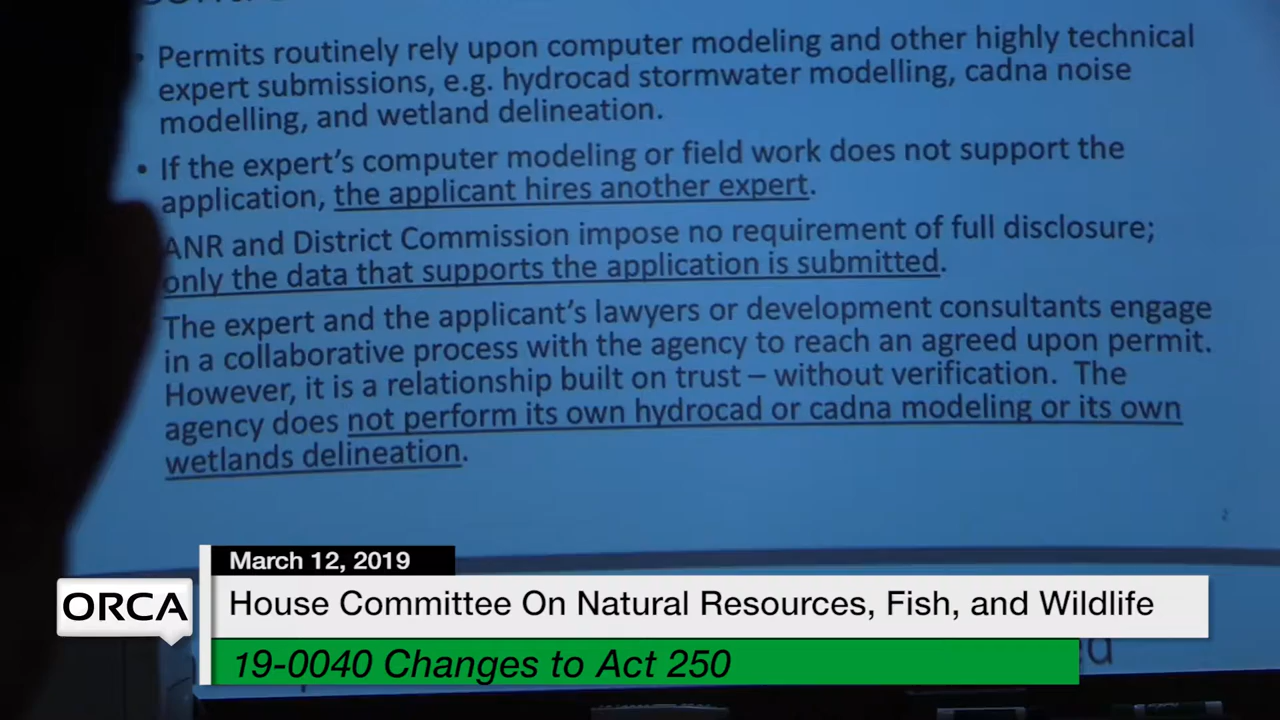 • Permits routinely rely upon computer modeling and other highly technical
expert submissions, e.g. hydrocad stormwater modelling, cadna noise
modelling, and wetland delineation.
• If the expert's computer modeling or field work does not support the
application, the applicant hires another expert.
ANR and District Commission impose no requirement of full disclosure;
only the data that supports the application is submitted.
The expert and the applicant's lawyers or development consultants engage
in a collaborative process with the agency to reach an agreed upon permit.
However, it is a relationship built on trust – without verification. The
agency does not perform its own hydrocad or cadna modeling or its own
wetlands delineation.
2
March 12, 2019
ORCA
House Committee On Natural Resources, Fish, and Wildlife
19-0040 Changes to Act 250